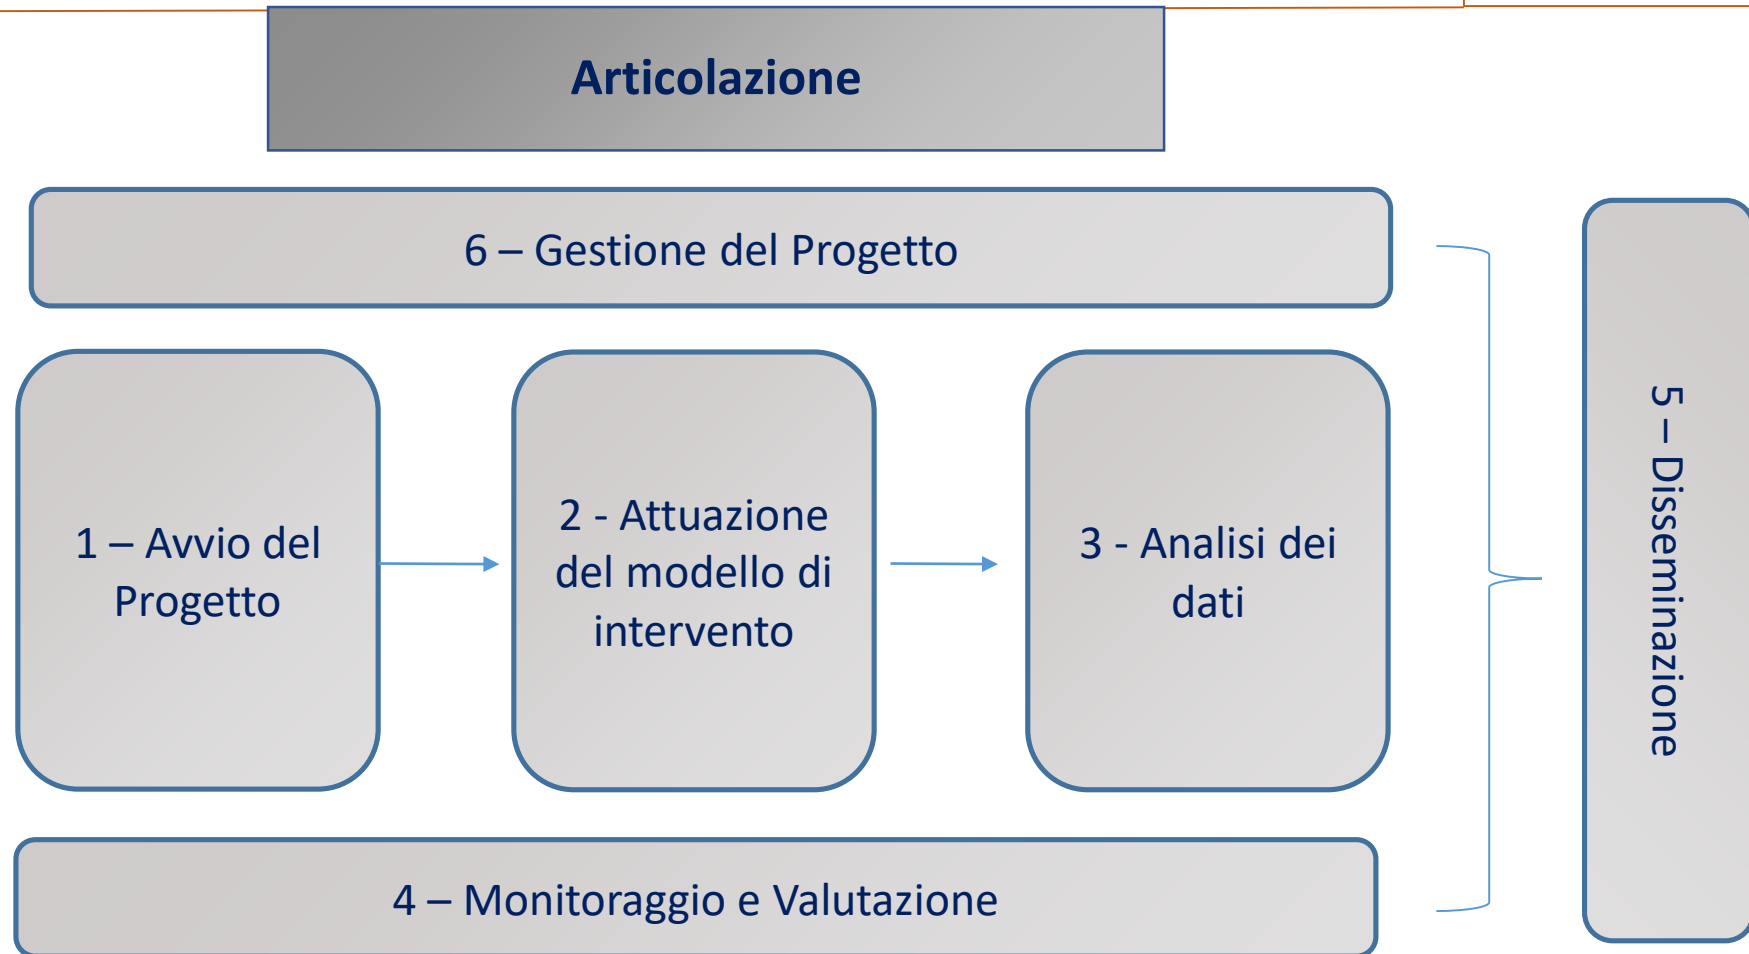 Articolazione
6 – Gestione del Progetto
1 – Avvio del
Progetto
2 - Attuazione
del modello di
intervento
3 - Analisi dei
dati
4 – Monitoraggio e Valutazione
5 – Disseminazione